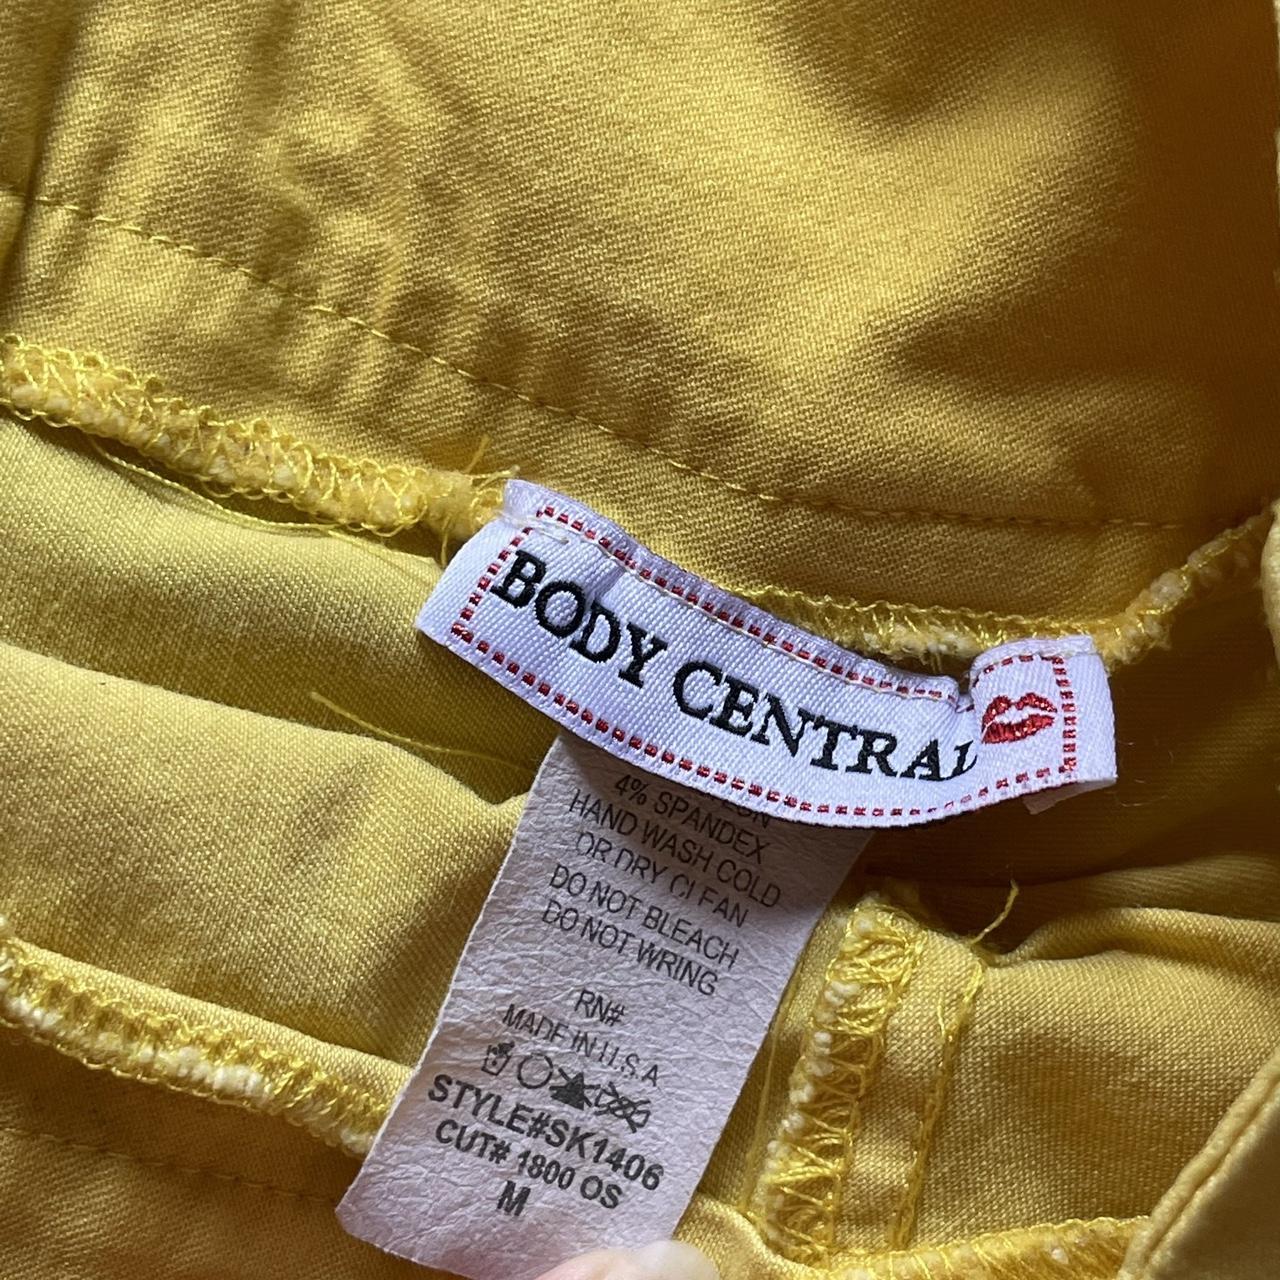 BODY CENTRAL
4% SPANDEX
HAND WASH COLD
OR DRY CLEAN
DO NOT BLEACH
DO NOT WRING
RN#
MADE IN U.S.A
STYLE#SK1406
CUT# 1800 OS
M